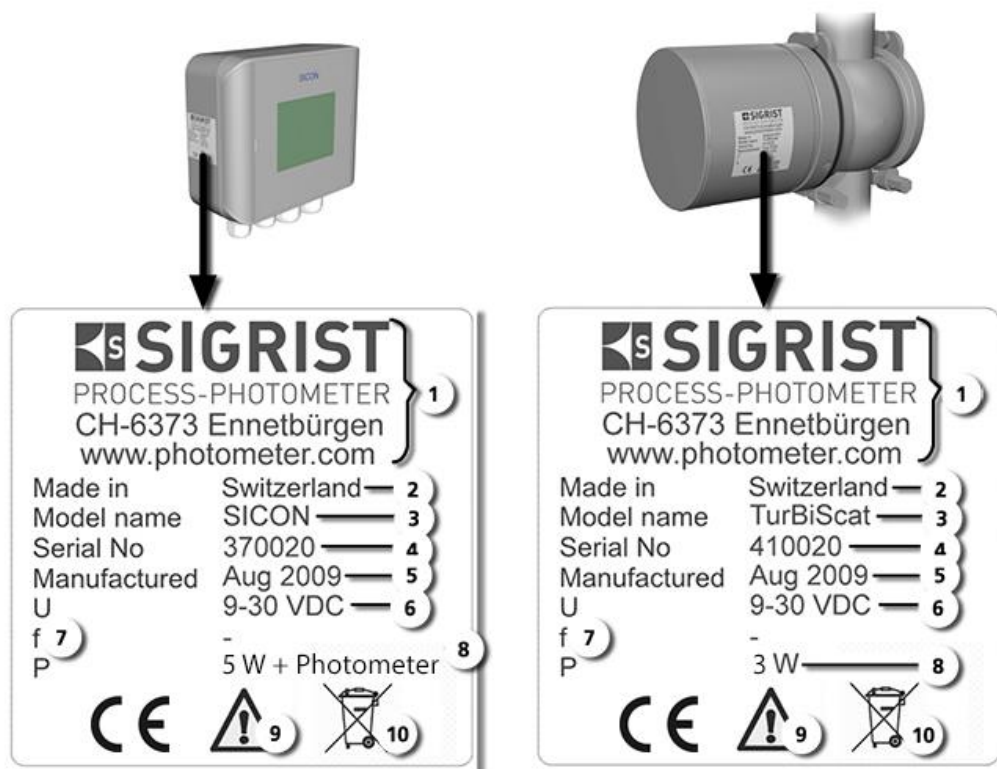 SICON
SIGRIST
SIGRIST
PROCESS-PHOTOMETER
CH-6373 Ennetbürgen
www.photometer.com
1
Made in Switzerland 2
Model name SICON 3
Serial No 370020 4
Manufactured Aug 2009 5
U 9-30 VDC 6
f 7 -
P 5 W + Photometer 8
CE 9 10
SIGRIST
PROCESS-PHOTOMETER
CH-6373 Ennetbürgen
www.photometer.com
1
Made in Switzerland 2
Model name TurBiScat 3
Serial No 410020 4
Manufactured Aug 2009 5
U 9-30 VDC 6
f 7 -
P 3 W 8
CE 9 10